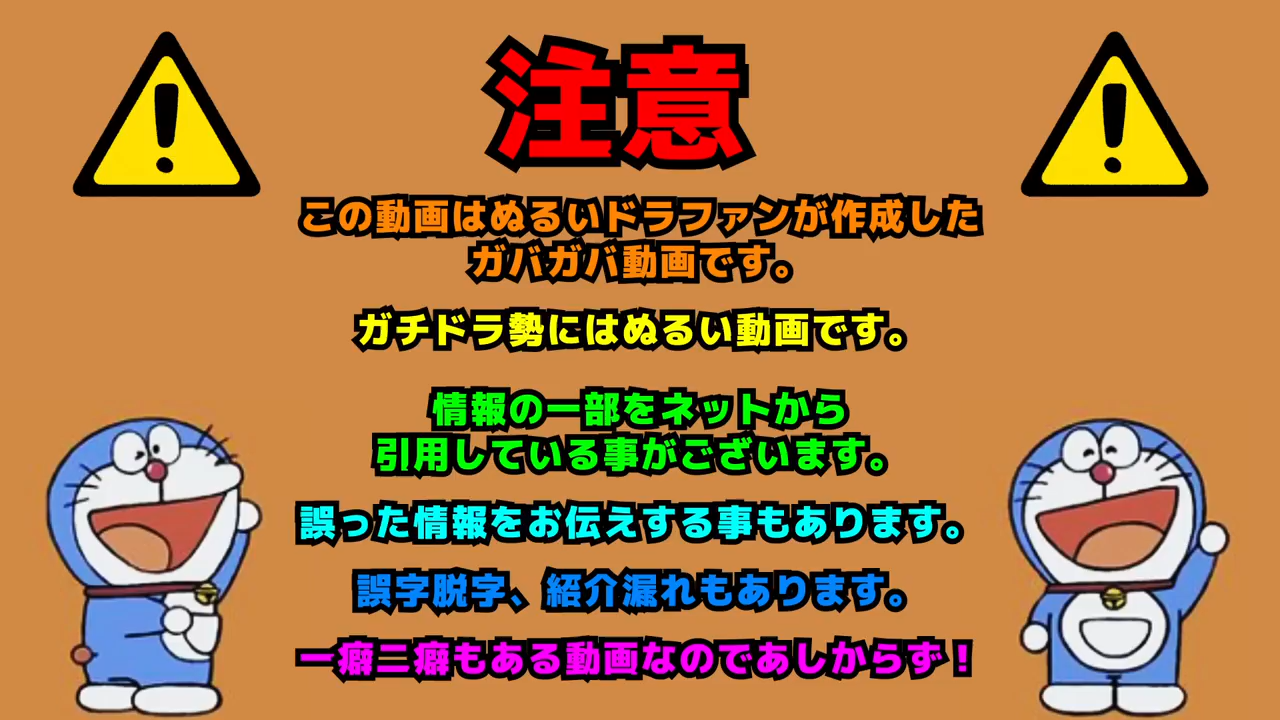 注意
この動画はぬるいドラファンが作成した
ガバガバ動画です。
ガチドラ勢にはぬるい動画です。
情報の一部をネットから
引用している事がございます。
誤った情報をお伝えする事もあります。
誤字脱字、紹介漏れもあります。
一癖二癖もある動画なのであしからず！